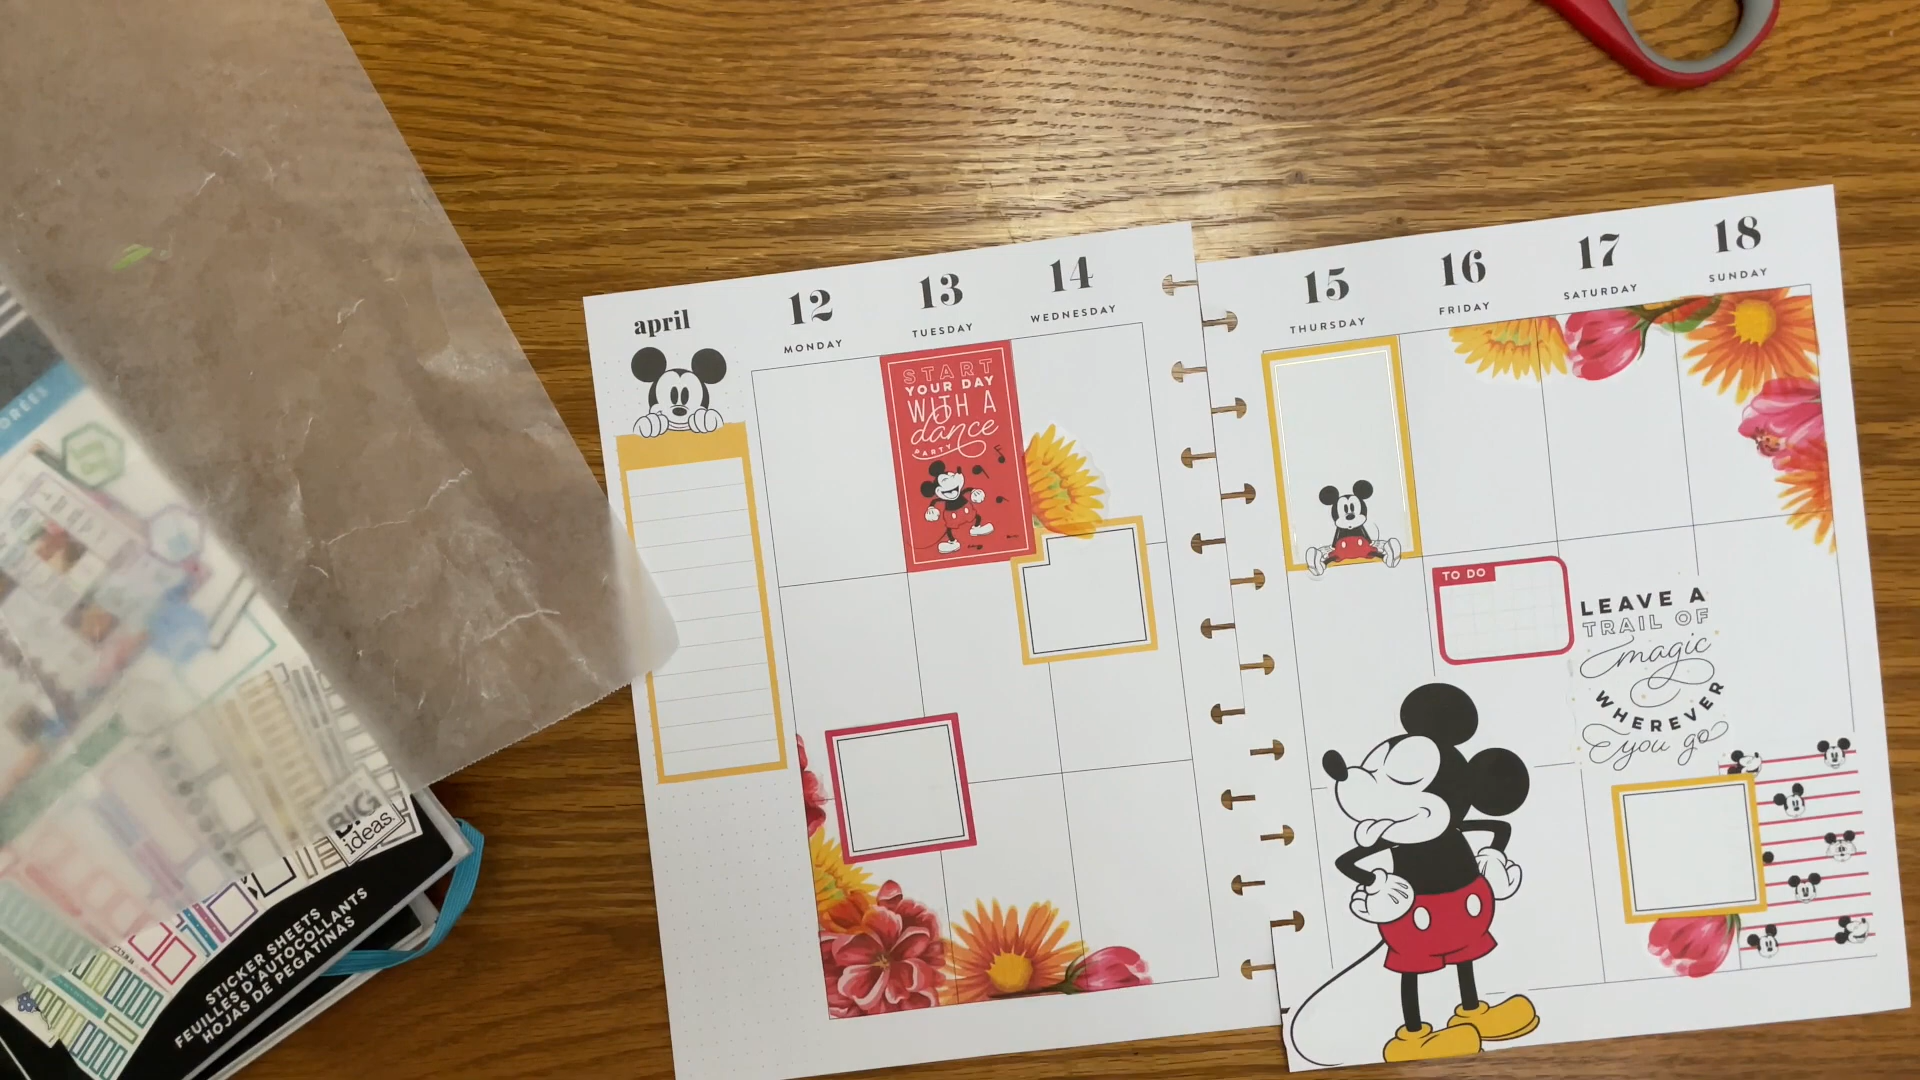 april
12
MONDAY
13
TUESDAY
14
WEDNESDAY
15
THURSDAY
16
FRIDAY
17
SATURDAY
18
SUNDAY
START
YOUR DAY
WITH A
dance
PARTY
TO DO
LEAVE A
TRAIL OF
magic
WHEREVER
you go
BIG
ideas
STICKER SHEETS
FEUILLES D'AUTOCOLLANTS
HOJAS DE PEGATINAS